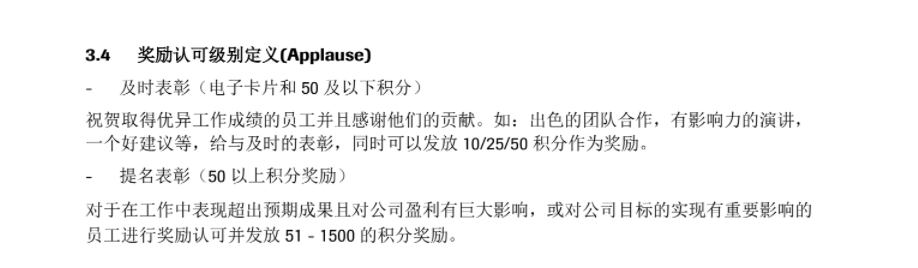 3.4 奖励认可级别定义(Applause)
- 及时表彰（电子卡片和 50 及以下积分）
祝贺取得优异工作成绩的员工并且感谢他们的贡献。如：出色的团队合作，有影响力的演讲，
一个好建议等，给与及时的表彰，同时可以发放 10/25/50 积分作为奖励。
- 提名表彰（50 以上积分奖励）
对于在工作中表现超出预期成果且对公司盈利有巨大影响，或对公司目标的实现有重要影响的
员工进行奖励认可并发放 51 - 1500 的积分奖励。